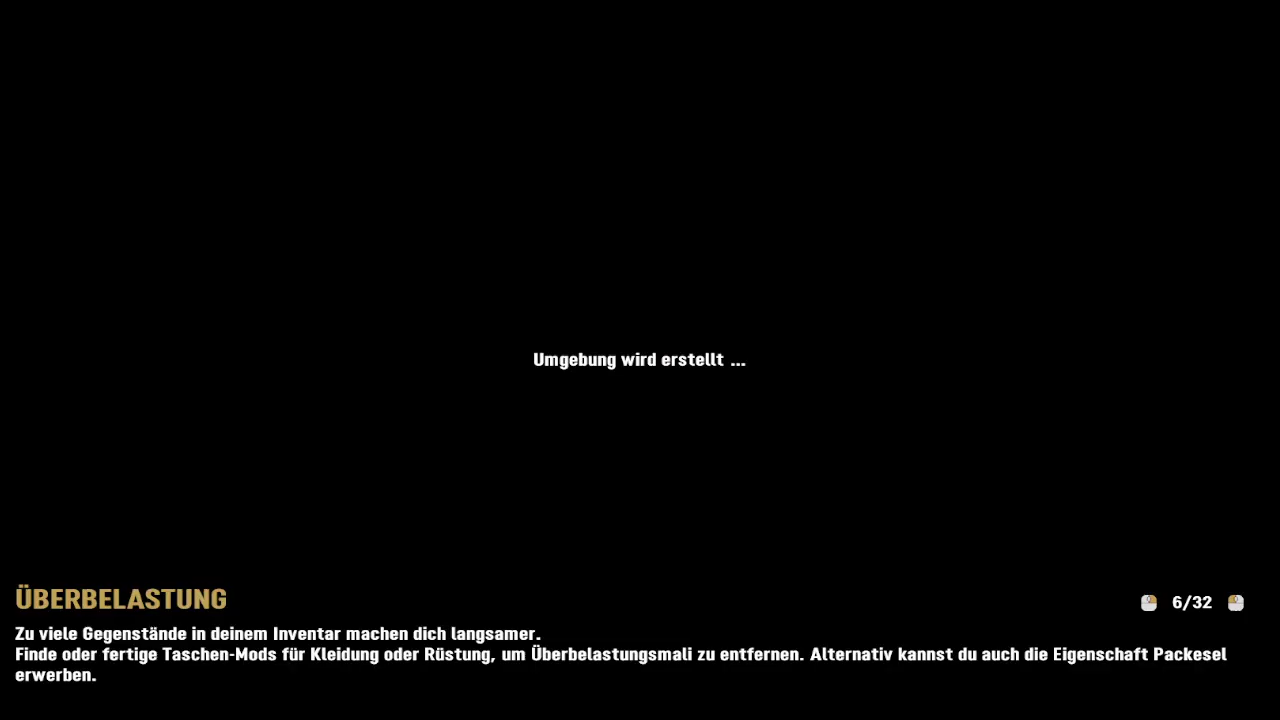 Umgebung wird erstellt ...
ÜBERBELASTUNG
6/32
Zu viele Gegenstände in deinem Inventar machen dich langsamer.
Finde oder fertige Taschen-Mods für Kleidung oder Rüstung, um Überbelastungsmali zu entfernen. Alternativ kannst du auch die Eigenschaft Packesel
erwerben.